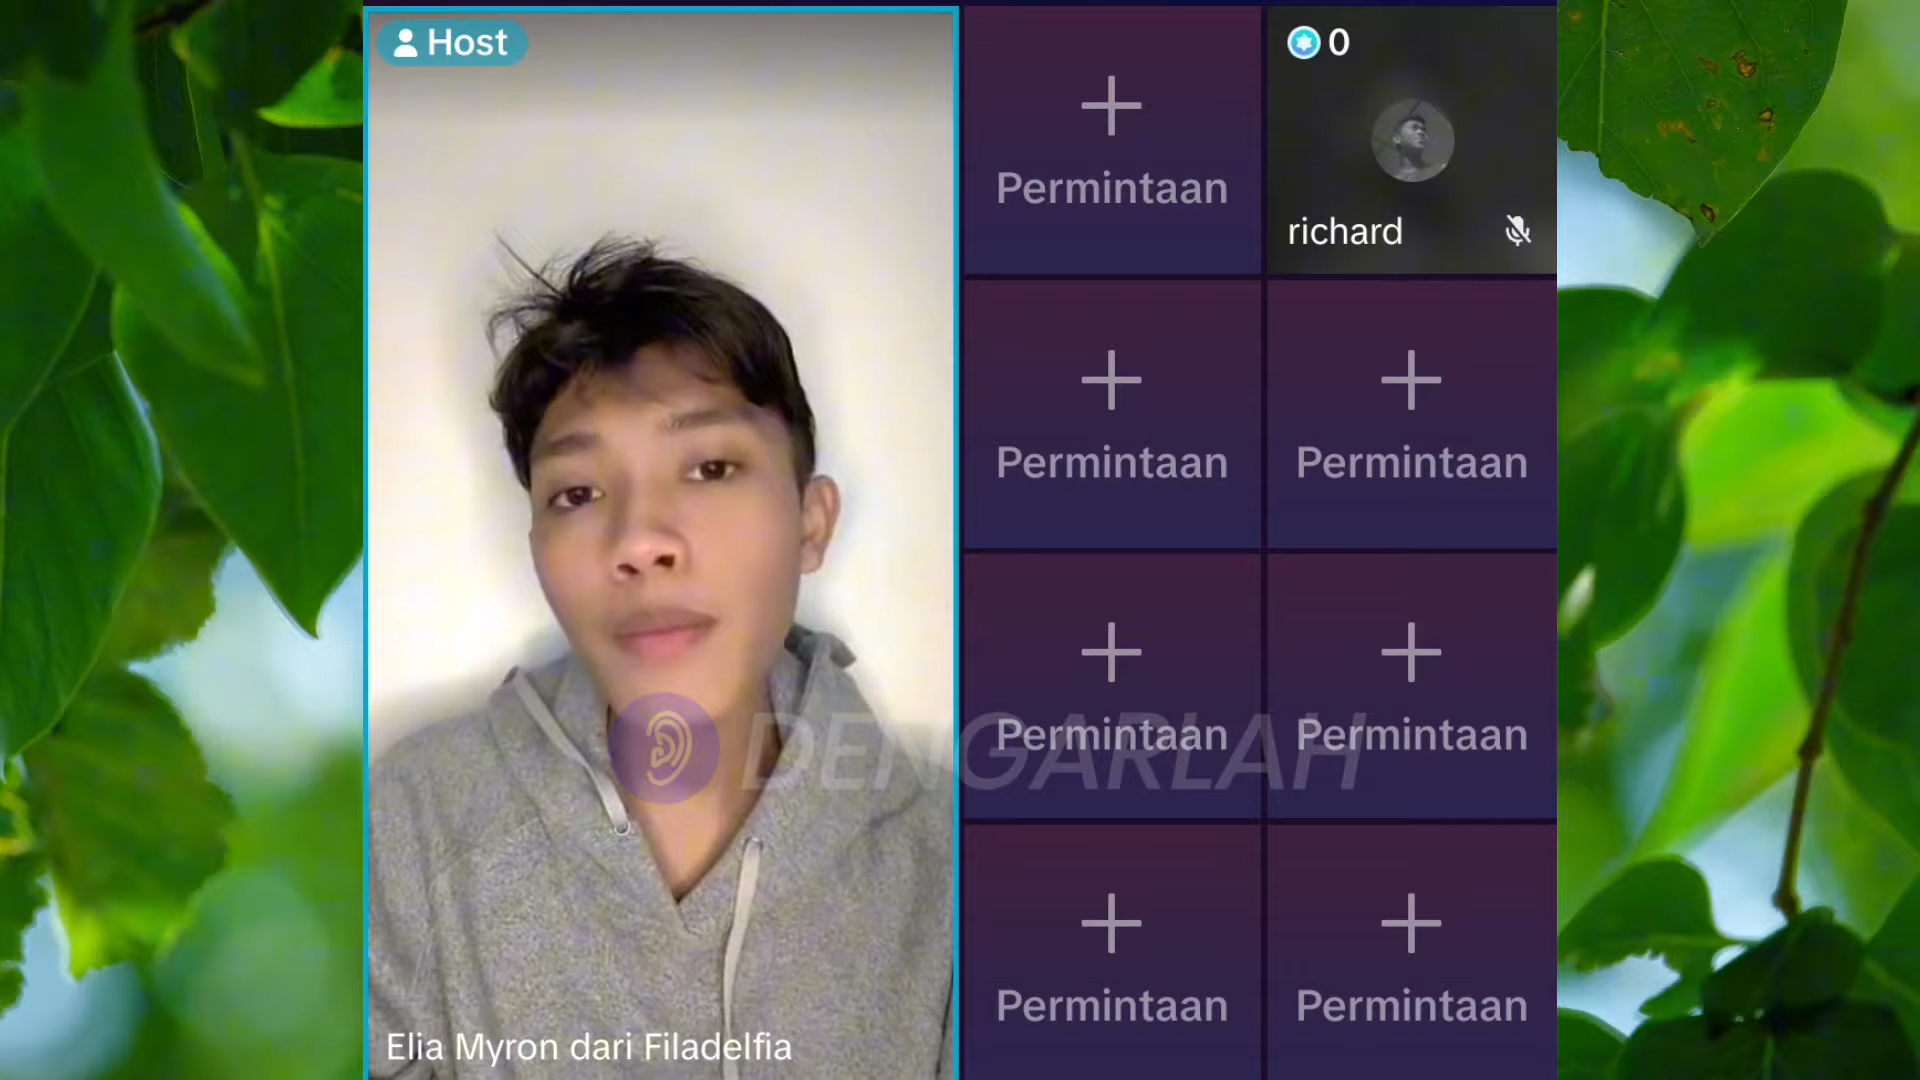 Host
Elia Myron dari Filadelfia
Permintaan
0
richard
Permintaan
Permintaan
Permintaan
Permintaan
Permintaan
Permintaan
DENGARLAH